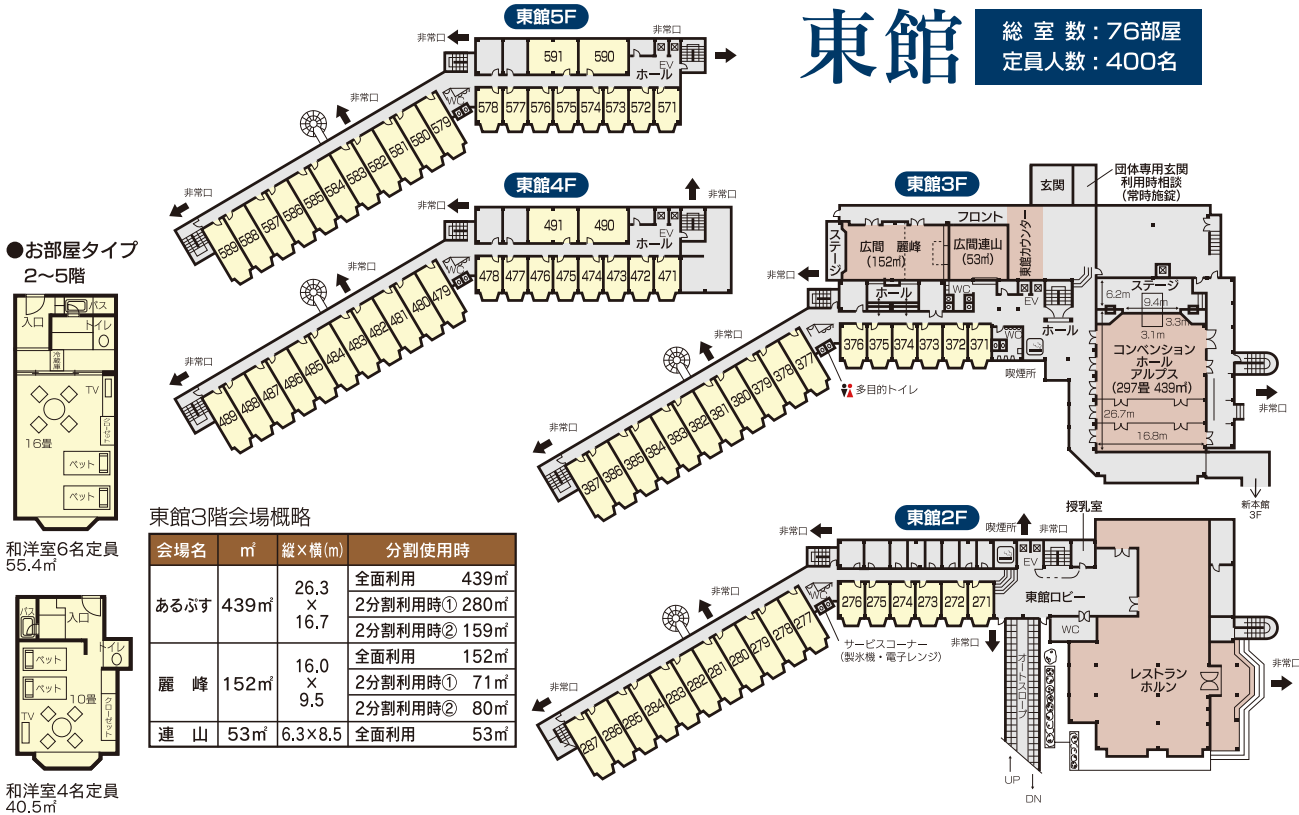 東館
総室数：76部屋
定員人数：400名
東館5F
非常口
非常口
591
590
EV
ホール
WC
578
577
576
575
574
573
572
571
非常口
579
580
581
582
583
584
585
586
587
588
589
非常口
東館4F
非常口
非常口
491
490
EV
ホール
WC
478
477
476
475
474
473
472
471
非常口
479
480
481
482
483
484
485
486
487
488
489
非常口
東館3F
玄関
団体専用玄関
利用時相談
（常時施錠）
フロント
ステージ
広間 麗峰
（152㎡）
広間連山
（53㎡）
東館カウンター
非常口
ホール
WC
EV
ホール
WC
喫煙所
376
375
374
373
372
371
多目的トイレ
非常口
377
378
379
380
381
382
383
384
385
386
387
非常口
ステージ
6.2m
9.4m
3.3m
3.1m
コンベンション
ホール
アルプス
（297畳 439㎡）
26.7m
16.8m
非常口
新本館
3F
東館2F
非常口
喫煙所
非常口
授乳室
EV
東館ロビー
WC
WC
276
275
274
273
272
271
非常口
サービスコーナー
（製氷機・電子レンジ）
非常口
277
278
279
280
281
282
283
284
285
286
287
非常口
オートスロープ
UP
DN
レストラン
ホルン
非常口
●お部屋タイプ
2〜5階
バス
入口
トイレ
冷蔵庫
TV
クローゼット
16畳
ベット
ベット
和洋室6名定員
55.4㎡
バス
入口
トイレ
ベット
ベット
10畳
TV
クローゼット
和洋室4名定員
40.5㎡
東館3階会場概略
会場名 ㎡ 縦×横(m) 分割使用時
あるぷす 439㎡ 26.3×16.7 全面利用 439㎡
2分割利用時① 280㎡
2分割利用時② 159㎡
麗峰 152㎡ 16.0×9.5 全面利用 152㎡
2分割利用時① 71㎡
2分割利用時② 80㎡
連山 53㎡ 6.3×8.5 全面利用 53㎡